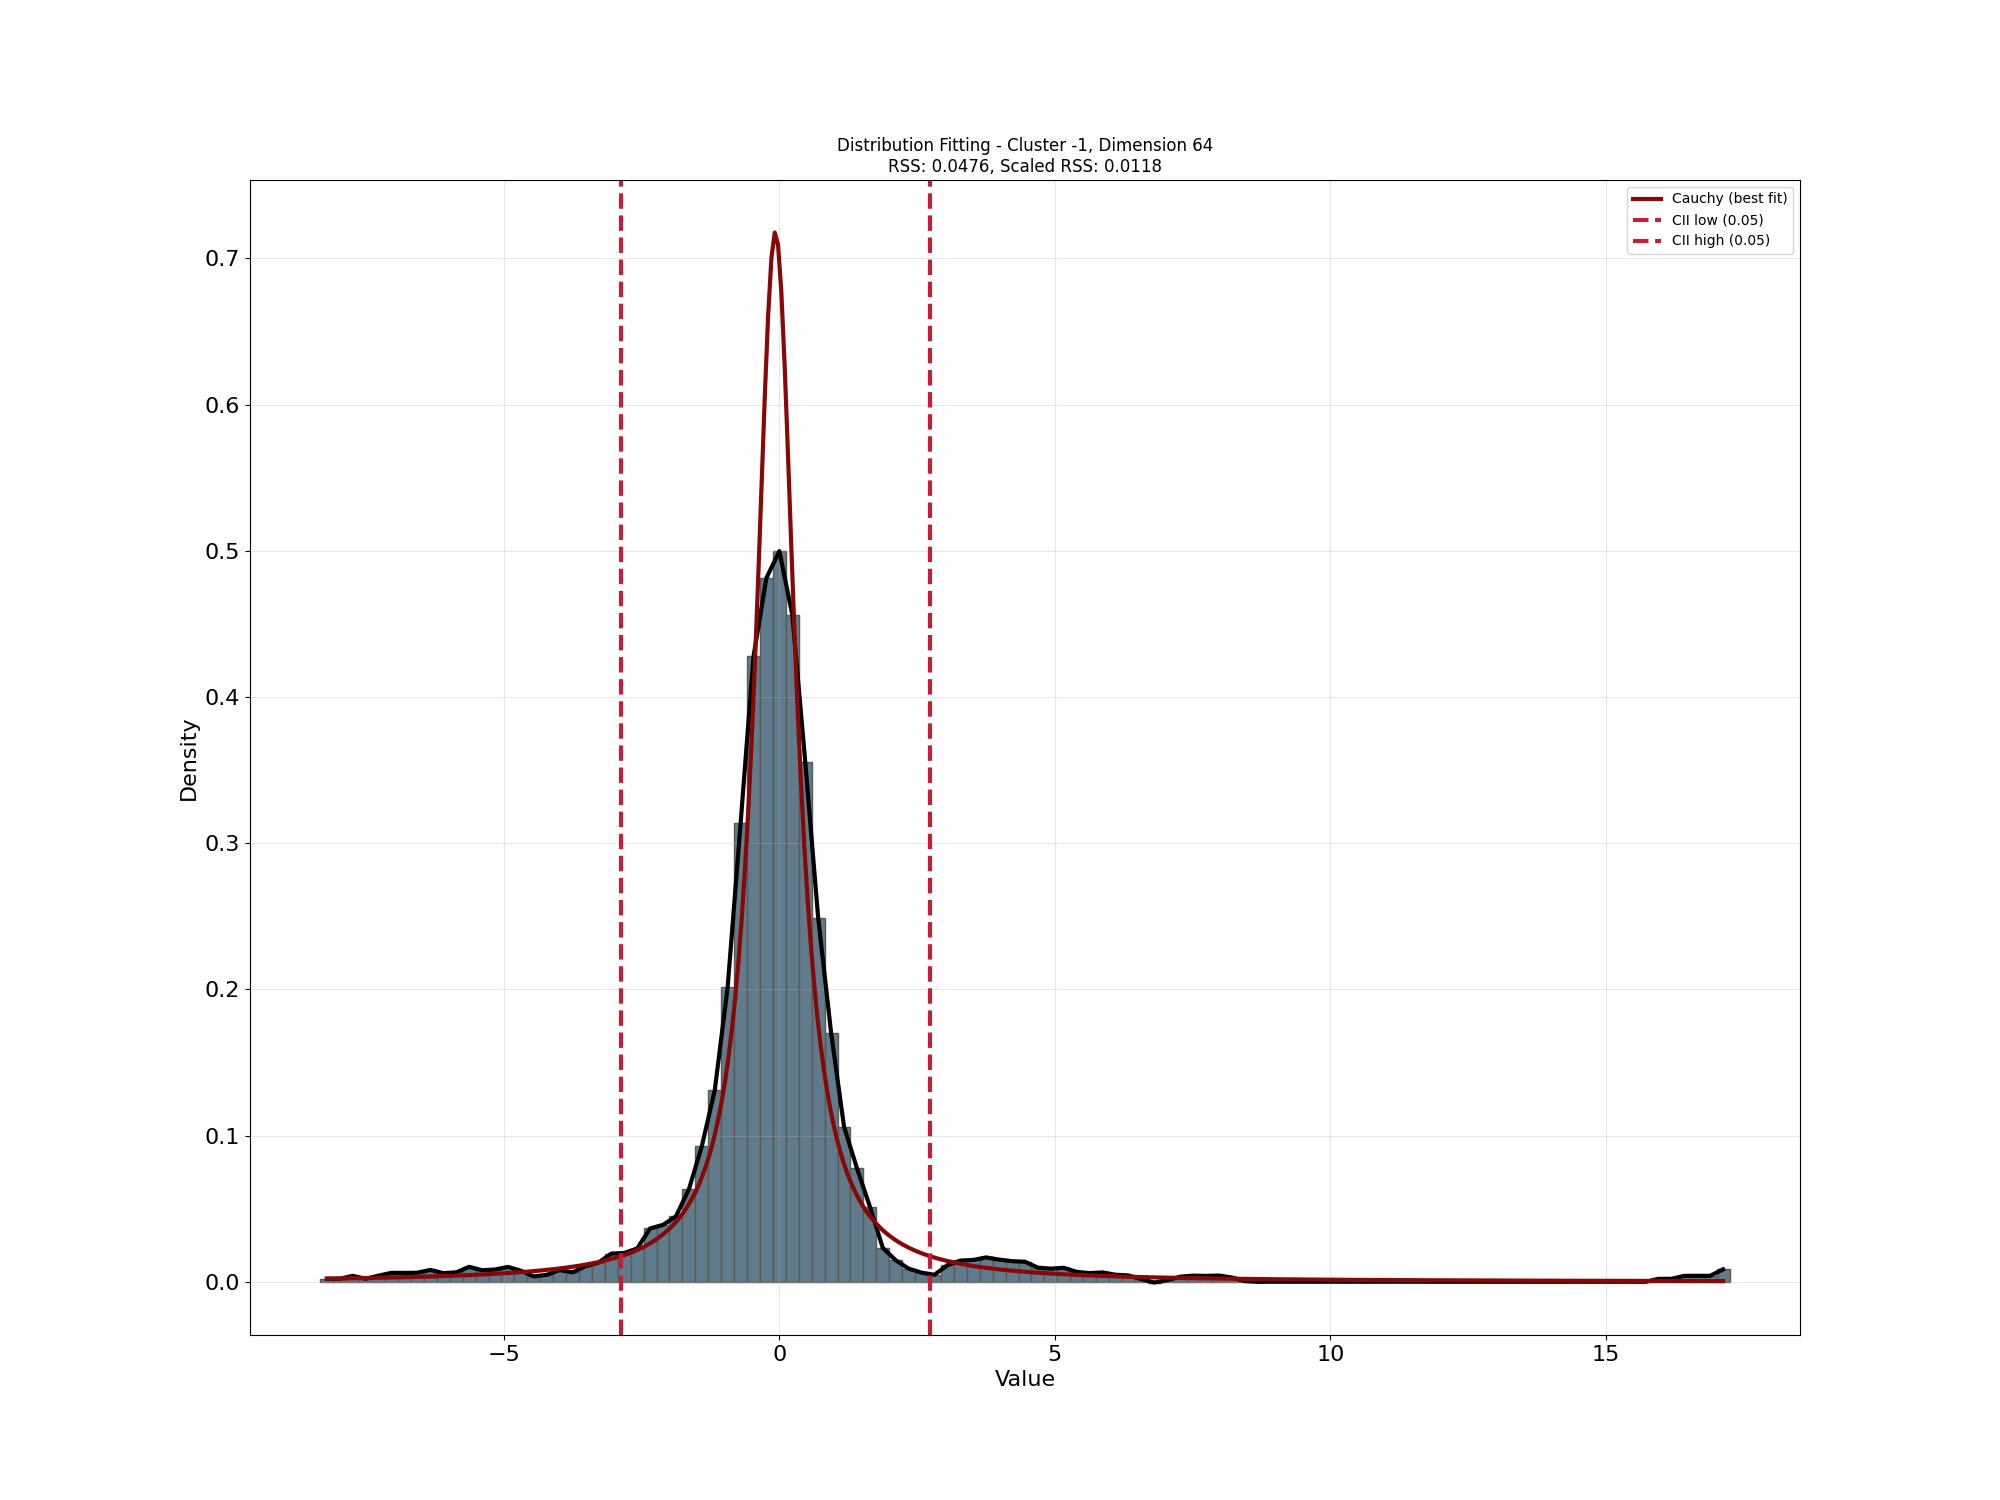 Distribution Fitting - Cluster -1, Dimension 64
RSS: 0.0476, Scaled RSS: 0.0118
Cauchy (best fit)
CII low (0.05)
CII high (0.05)
0.7
0.6
0.5
0.4
0.3
0.2
0.1
0.0
Density
−5
0
5
10
15
Value